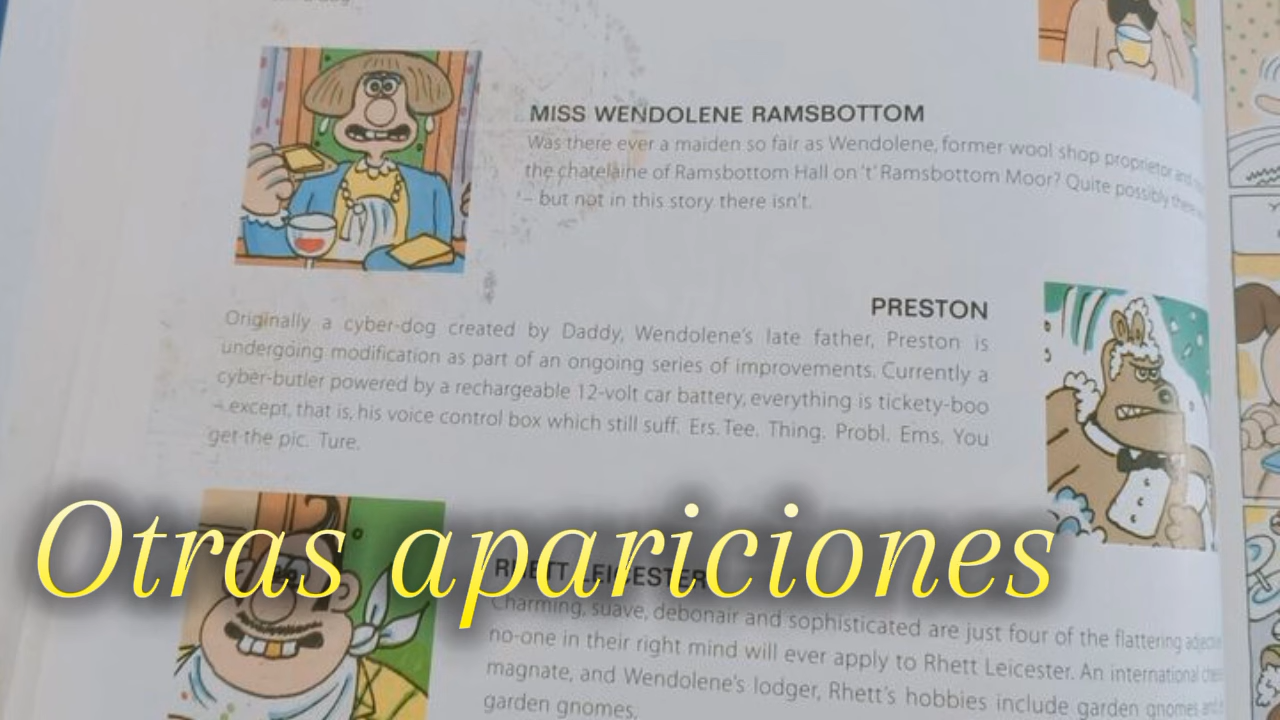 MISS WENDOLENE RAMSBOTTOM
Was there ever a maiden so fair as Wendolene, former wool shop proprietor and
the chatelaine of Ramsbottom Hall on 't' Ramsbottom Moor? Quite possibly there
– but not in this story there isn't.
PRESTON
Originally a cyber-dog created by Daddy, Wendolene's late father, Preston is
undergoing modification as part of an ongoing series of improvements. Currently a
cyber-butler powered by a rechargeable 12-volt car battery, everything is tickety-boo
– except, that is, his voice control box which still suff. Ers. Tee. Thing. Probl. Ems. You
get the pic. Ture.
Otras apariciones
RHETT LEICESTER
Charming, suave, debonair and sophisticated are just four of the flattering
no-one in their right mind will ever apply to Rhett Leicester. An international
magnate, and Wendolene's lodger, Rhett's hobbies include garden gnomes and
garden gnomes.